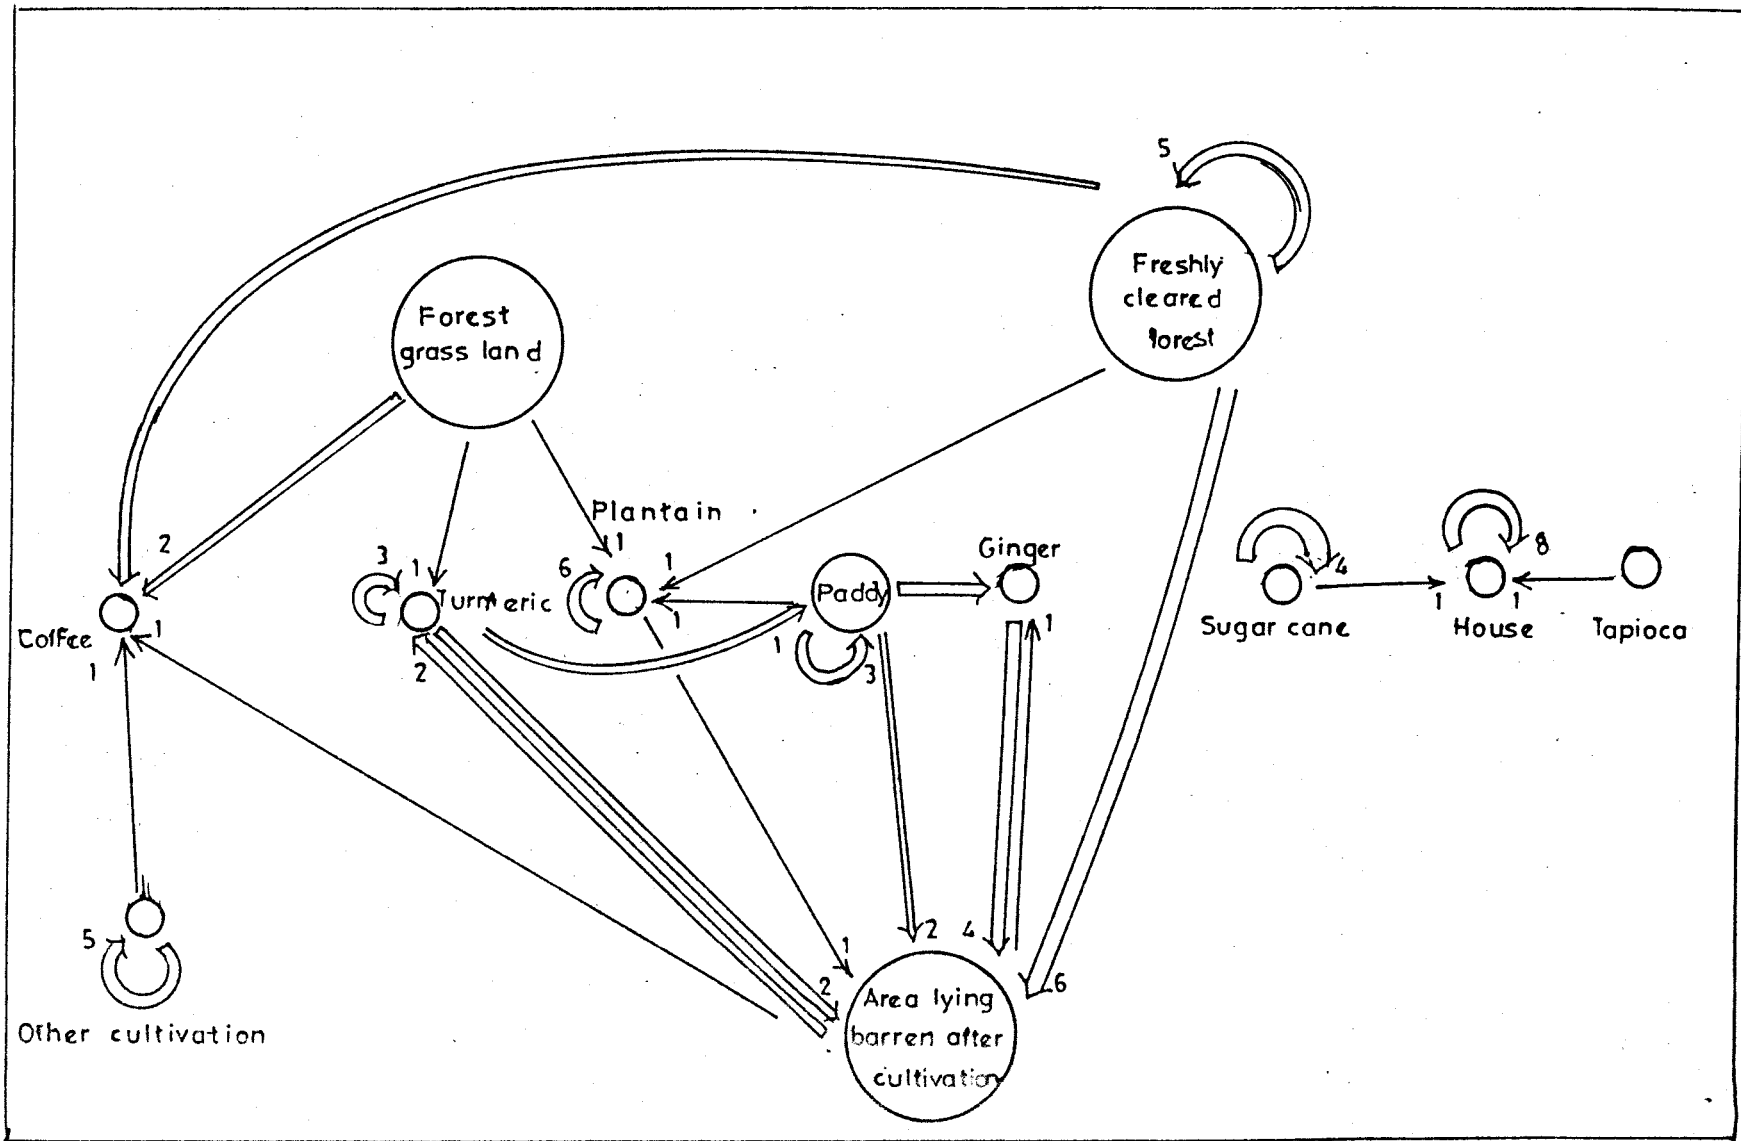 5
Freshly
cleared
forest
Forest
grass land
Plantain
2
3
1
6
1
1
Ginger
4
8
Turmeric
Paddy
Coffee
1
1
1
1
1
1
Sugar cane
House
Tapioca
1
2
3
5
1
2
4
2
6
Area lying
barren after
cultivation
Other cultivation